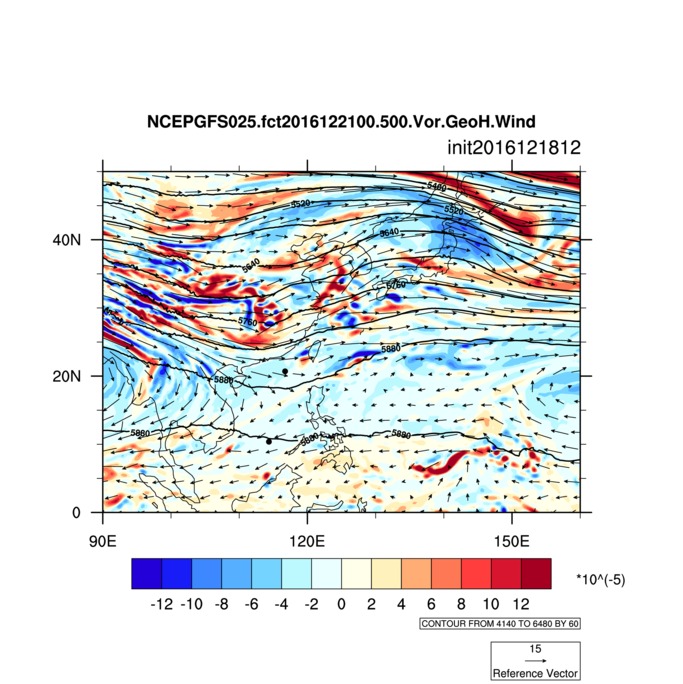 NCEPGFS025.fct2016122100.500.Vor.GeoH.Wind
init2016121812
5400
5520
5520
40N
5640
5640
5760
5760
5880
20N
5880
5880
5880
5880
0
90E 120E 150E
-12 -10 -8 -6 -4 -2 0 2 4 6 8 10 12 *10^(-5)
CONTOUR FROM 4140 TO 6480 BY 60
15
Reference Vector